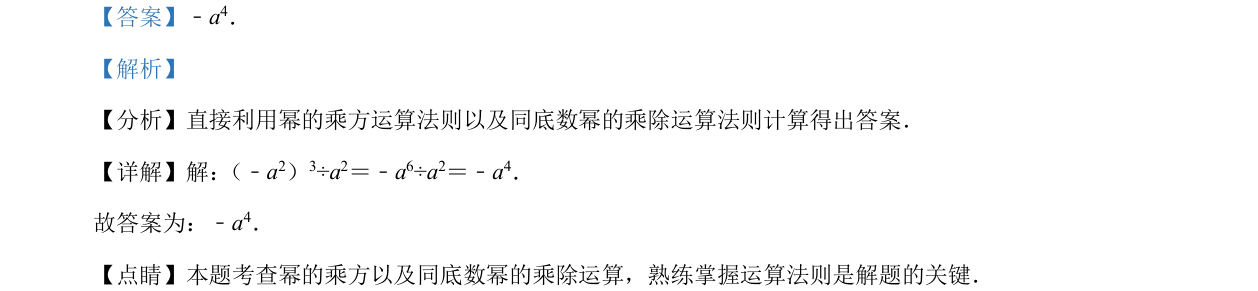 【答案】﹣a⁴．
【解析】
【分析】直接利用幂的乘方运算法则以及同底数幂的乘除运算法则计算得出答案．
【详解】解：（﹣a²）³÷a²＝﹣a⁶÷a²＝﹣a⁴．
故答案为：﹣a⁴．
【点睛】本题考查幂的乘方以及同底数幂的乘除运算，熟练掌握运算法则是解题的关键．